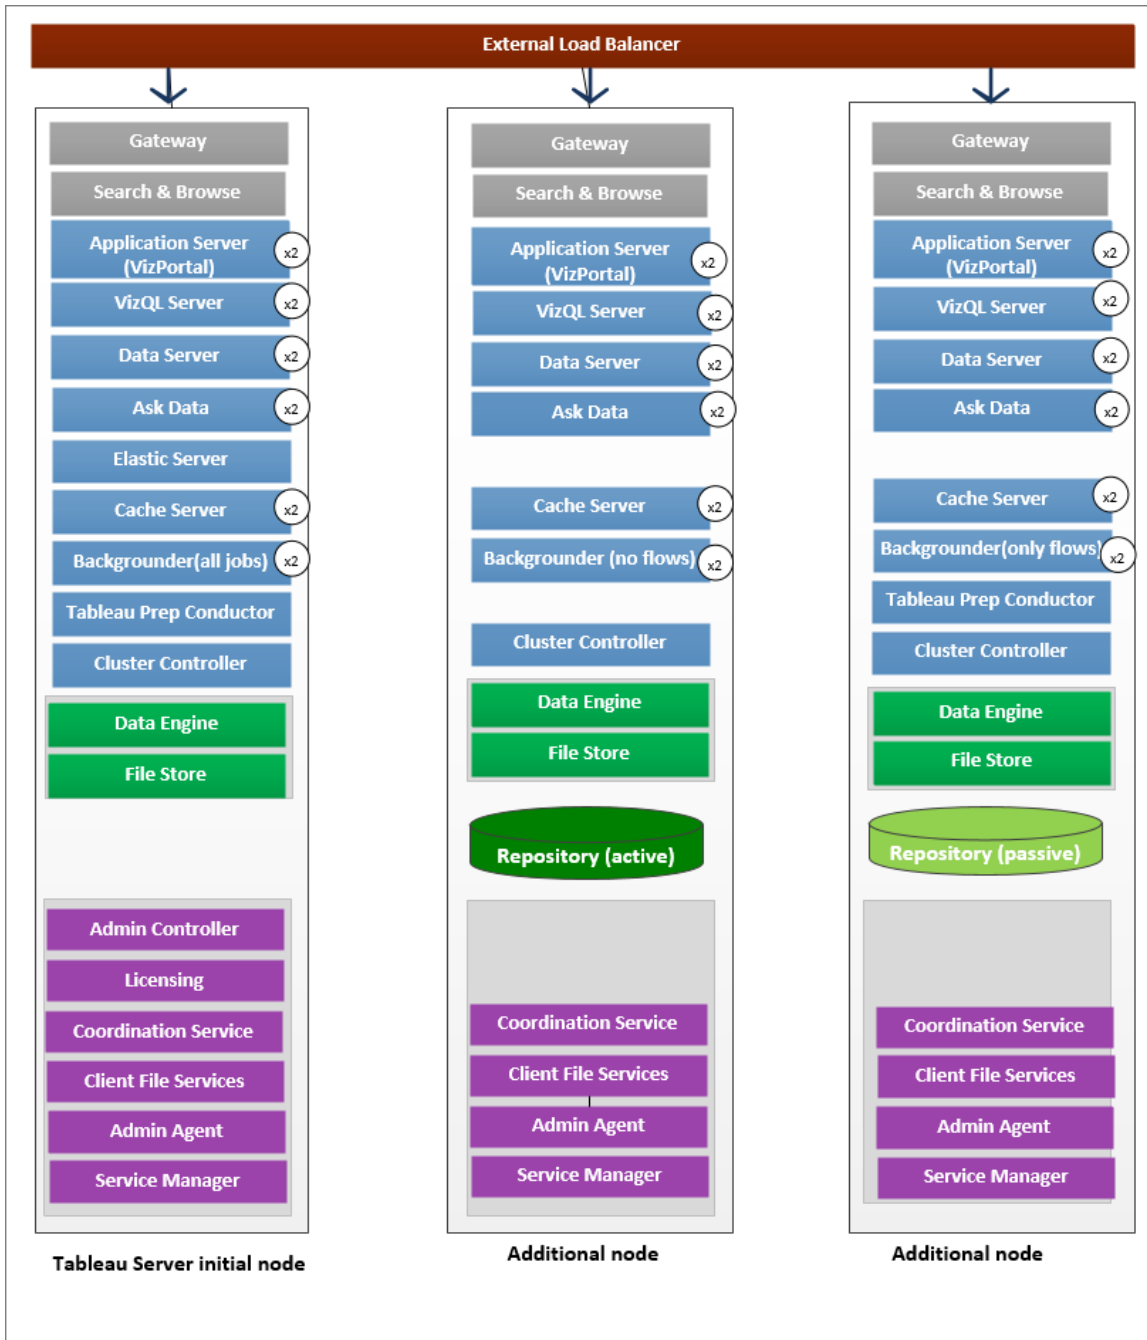 External Load Balancer
Gateway
Search & Browse
Application Server
(VizPortal)
x2
VizQL Server
x2
Data Server
x2
Ask Data
x2
Elastic Server
Cache Server
x2
Backgrounder(all jobs)
x2
Tableau Prep Conductor
Cluster Controller
Data Engine
File Store
Admin Controller
Licensing
Coordination Service
Client File Services
Admin Agent
Service Manager
Tableau Server initial node
Gateway
Search & Browse
Application Server
(VizPortal)
x2
VizQL Server
x2
Data Server
x2
Ask Data
x2
Cache Server
x2
Backgrounder (no flows)
x2
Cluster Controller
Data Engine
File Store
Repository (active)
Coordination Service
Client File Services
Admin Agent
Service Manager
Additional node
Gateway
Search & Browse
Application Server
(VizPortal)
x2
VizQL Server
x2
Data Server
x2
Ask Data
x2
Cache Server
x2
Backgrounder(only flows)
x2
Tableau Prep Conductor
Cluster Controller
Data Engine
File Store
Repository (passive)
Coordination Service
Client File Services
Admin Agent
Service Manager
Additional node